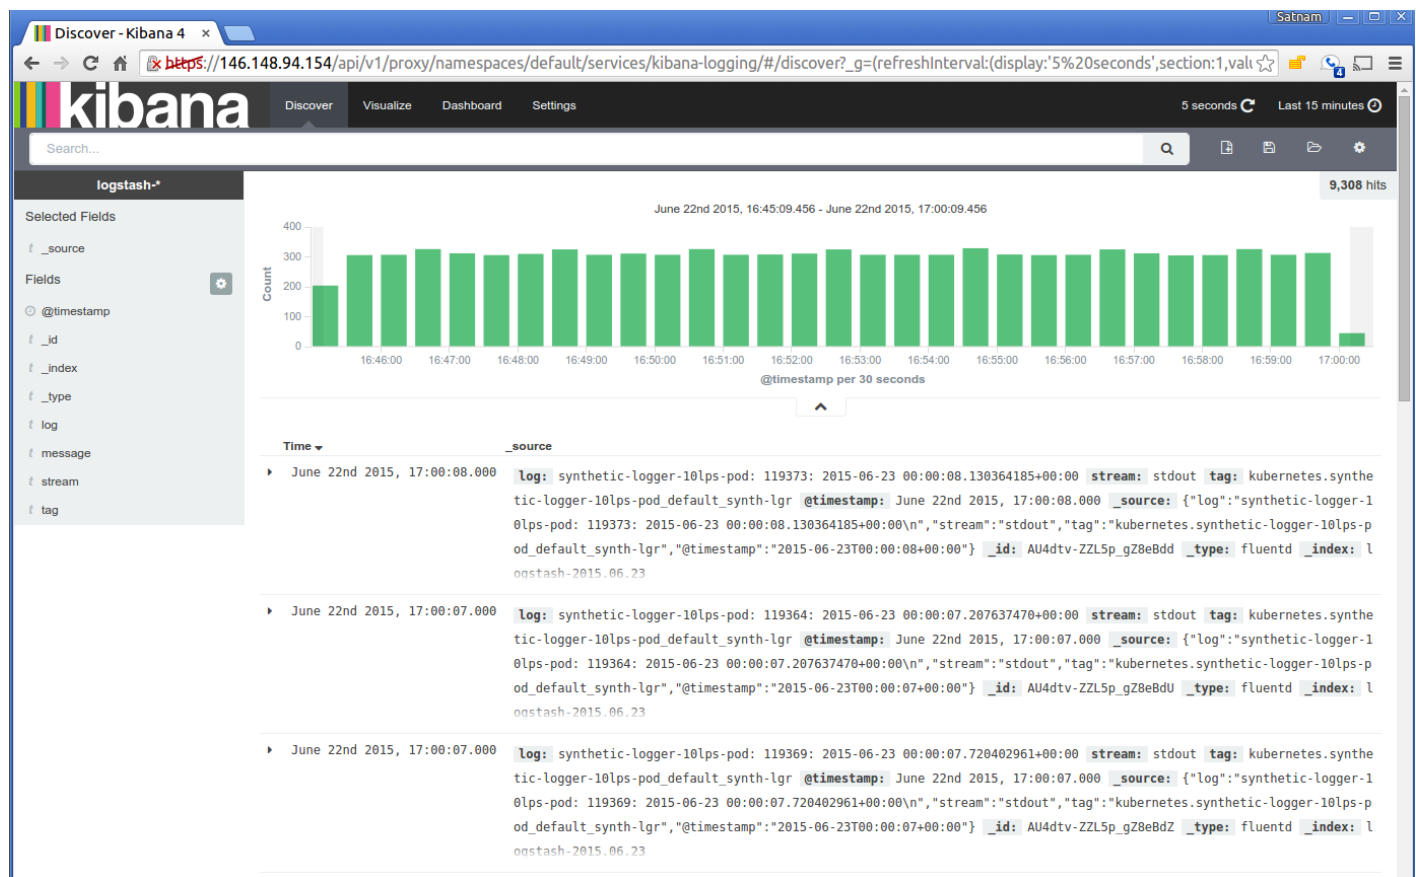 Satnam
Discover - Kibana 4
https://146.148.94.154/api/v1/proxy/namespaces/default/services/kibana-logging/#/discover?_g=(refreshInterval:(display:'5%20seconds',section:1,valu
4
kibana
Discover Visualize Dashboard Settings
5 seconds Last 15 minutes
Search...
logstash-*
9,308 hits
Selected Fields
t _source
Fields
@timestamp
t _id
t _index
t _type
t log
t message
t stream
t tag
June 22nd 2015, 16:45:09.456 - June 22nd 2015, 17:00:09.456
Count
400
300
200
100
0
16:46:00 16:47:00 16:48:00 16:49:00 16:50:00 16:51:00 16:52:00 16:53:00 16:54:00 16:55:00 16:56:00 16:57:00 16:58:00 16:59:00 17:00:00
@timestamp per 30 seconds
Time _source
June 22nd 2015, 17:00:08.000 log: synthetic-logger-10lps-pod: 119373: 2015-06-23 00:00:08.130364185+00:00 stream: stdout tag: kubernetes.synthe
tic-logger-10lps-pod_default_synth-lgr @timestamp: June 22nd 2015, 17:00:08.000 _source: {"log":"synthetic-logger-1
0lps-pod: 119373: 2015-06-23 00:00:08.130364185+00:00\n","stream":"stdout","tag":"kubernetes.synthetic-logger-10lps-p
od_default_synth-lgr","@timestamp":"2015-06-23T00:00:08+00:00"} _id: AU4dtv-ZZL5p_gZ8eBdd _type: fluentd _index: l
ogstash-2015.06.23
June 22nd 2015, 17:00:07.000 log: synthetic-logger-10lps-pod: 119364: 2015-06-23 00:00:07.207637470+00:00 stream: stdout tag: kubernetes.synthe
tic-logger-10lps-pod_default_synth-lgr @timestamp: June 22nd 2015, 17:00:07.000 _source: {"log":"synthetic-logger-1
0lps-pod: 119364: 2015-06-23 00:00:07.207637470+00:00\n","stream":"stdout","tag":"kubernetes.synthetic-logger-10lps-p
od_default_synth-lgr","@timestamp":"2015-06-23T00:00:07+00:00"} _id: AU4dtv-ZZL5p_gZ8eBdU _type: fluentd _index: l
ogstash-2015.06.23
June 22nd 2015, 17:00:07.000 log: synthetic-logger-10lps-pod: 119369: 2015-06-23 00:00:07.720402961+00:00 stream: stdout tag: kubernetes.synthe
tic-logger-10lps-pod_default_synth-lgr @timestamp: June 22nd 2015, 17:00:07.000 _source: {"log":"synthetic-logger-1
0lps-pod: 119369: 2015-06-23 00:00:07.720402961+00:00\n","stream":"stdout","tag":"kubernetes.synthetic-logger-10lps-p
od_default_synth-lgr","@timestamp":"2015-06-23T00:00:07+00:00"} _id: AU4dtv-ZZL5p_gZ8eBdZ _type: fluentd _index: l
ogstash-2015.06.23